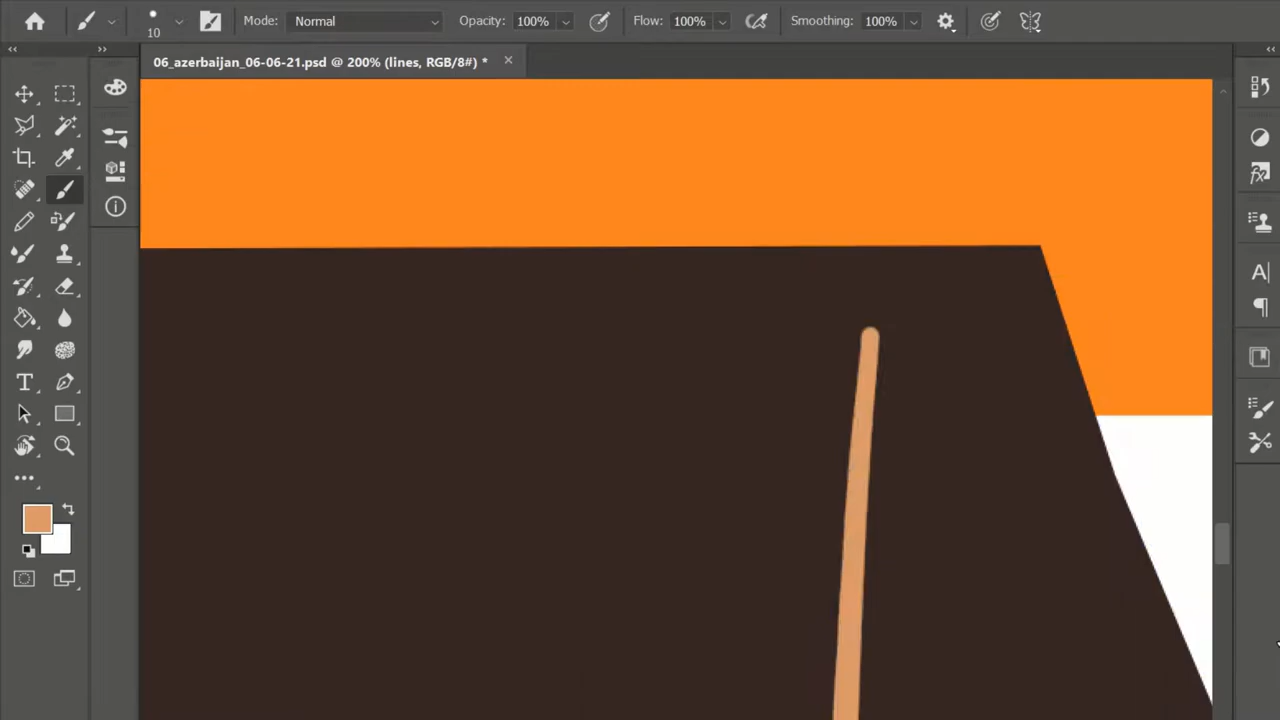 Mode: Normal Opacity: 100% Flow: 100% Smoothing: 100%
10
06_azerbaijan_06-06-21.psd @ 200% (lines, RGB/8#) *